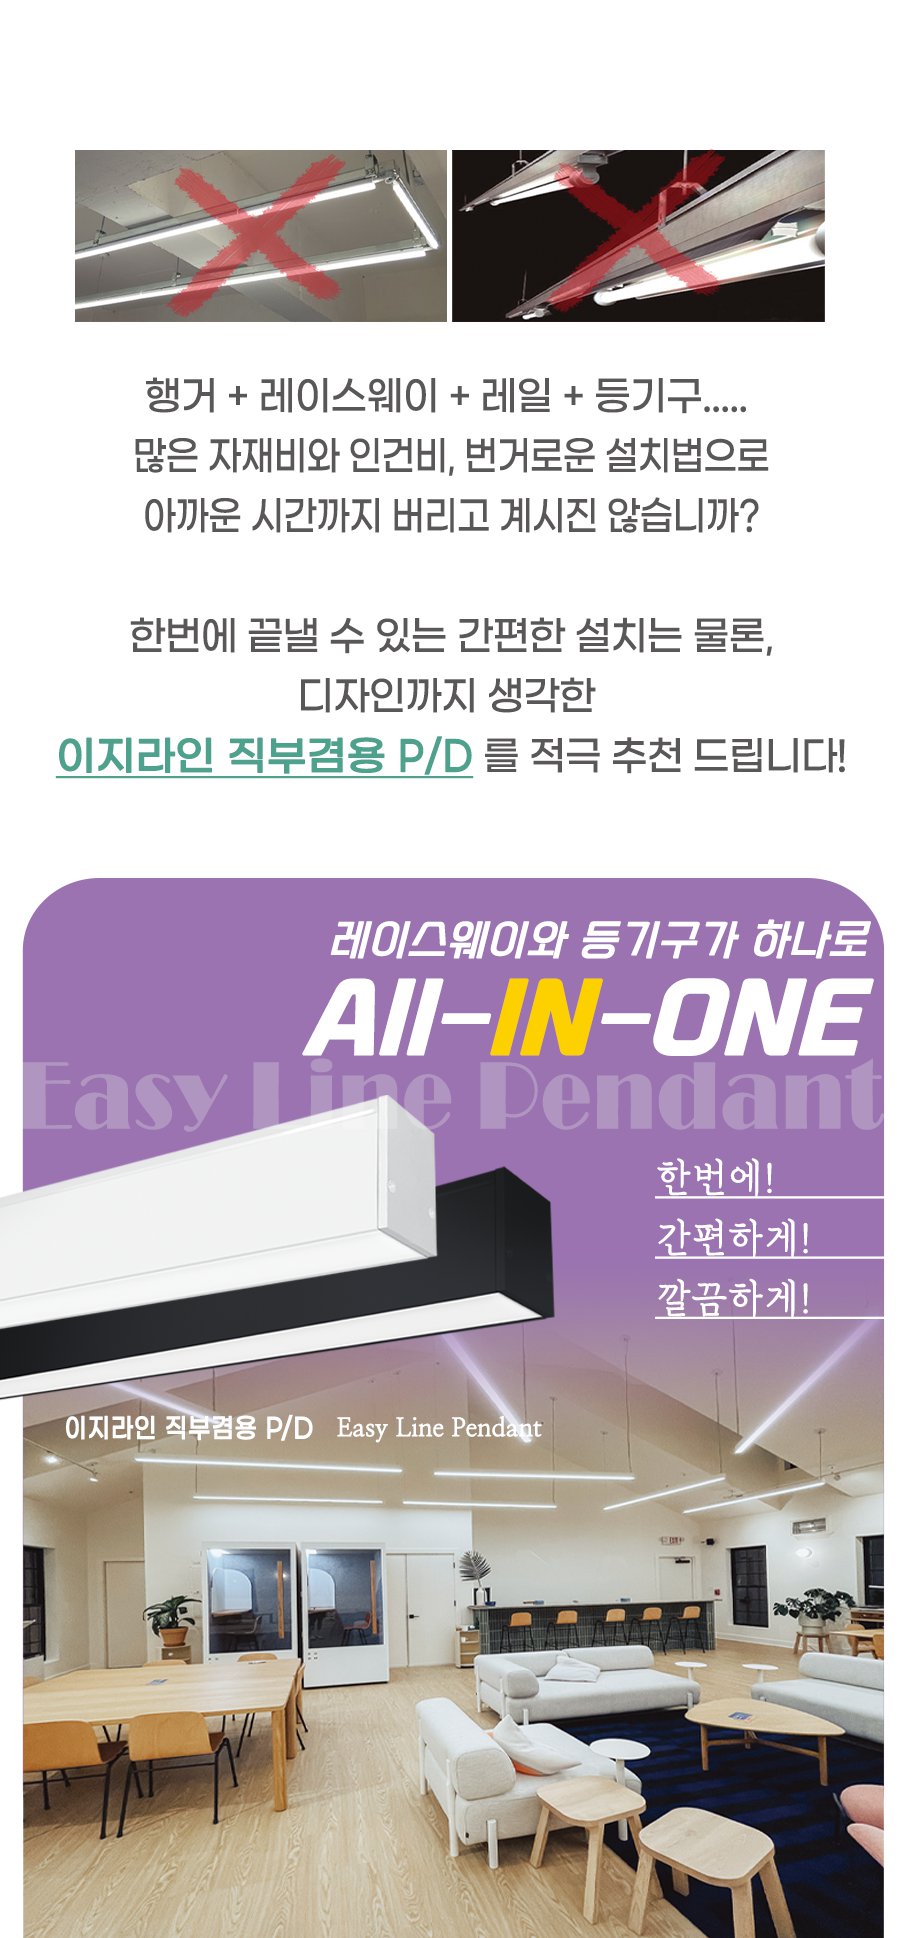 행거 + 레이스웨이 + 레일 + 등기구.....
많은 자재비와 인건비, 번거로운 설치법으로
아까운 시간까지 버리고 계시진 않습니까?
한번에 끝낼 수 있는 간편한 설치는 물론,
디자인까지 생각한
이지라인 직부겸용 P/D 를 적극 추천 드립니다!
레이스웨이와 등기구가 하나로
All-IN-ONE
Easy Line Pendant
한번에!
간편하게!
깔끔하게!
이지라인 직부겸용 P/D Easy Line Pendant